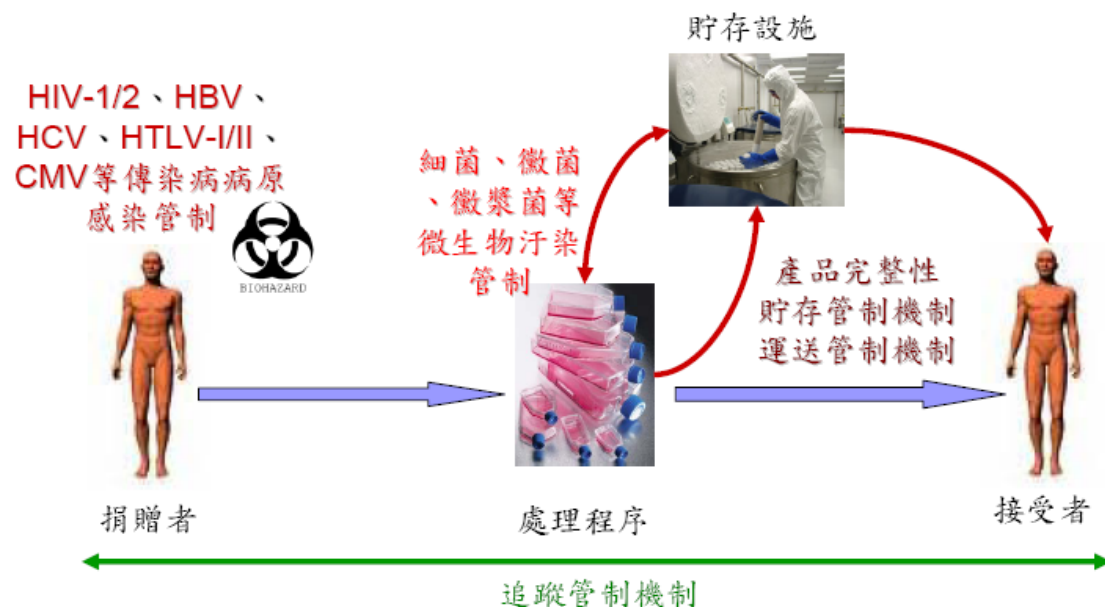 貯存設施
HIV-1/2、HBV、
HCV、HTLV-I/II、
CMV等傳染病病原
感染管制
BIOHAZARD
細菌、黴菌
、黴漿菌等
微生物汙染
管制
產品完整性
貯存管制機制
運送管制機制
捐贈者
處理程序
接受者
追蹤管制機制